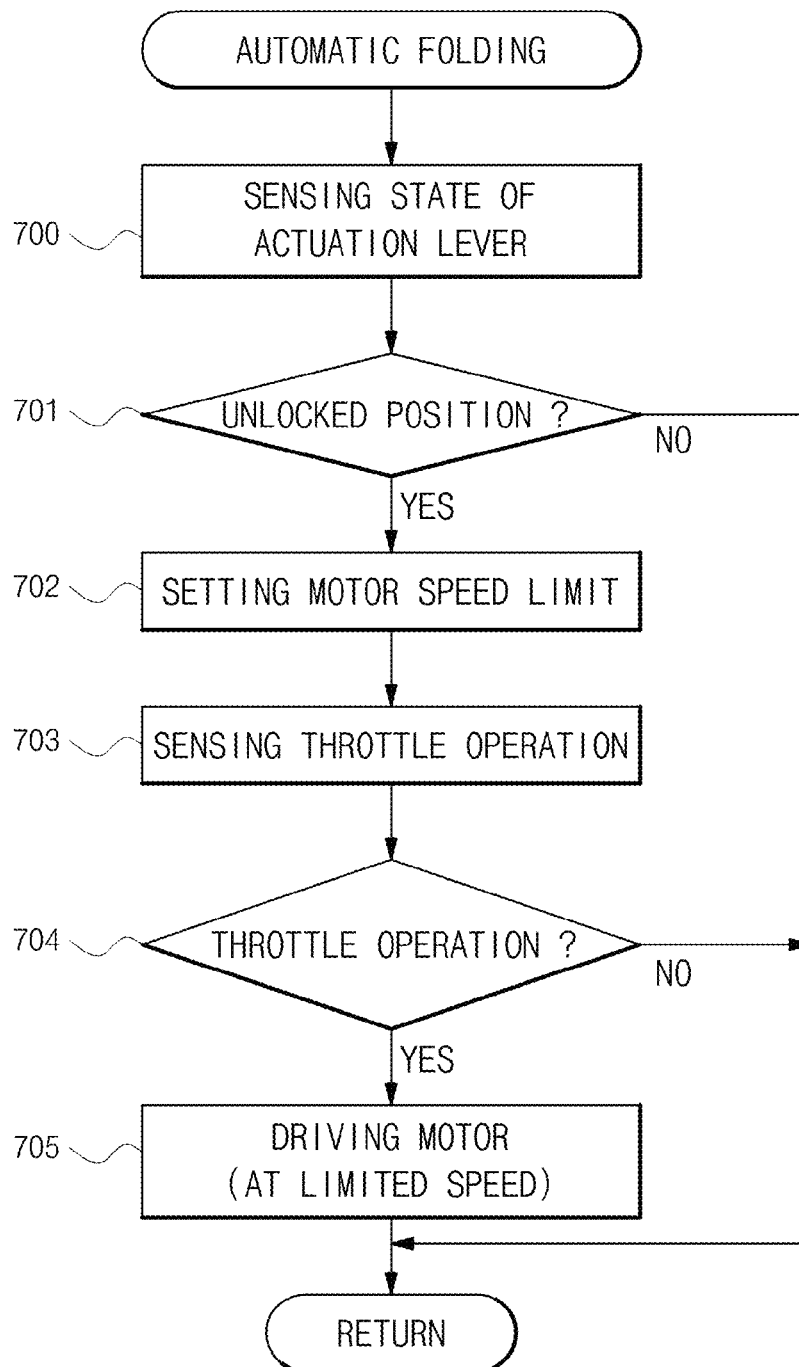 AUTOMATIC FOLDING
700
SENSING STATE OF
ACTUATION LEVER
701
UNLOCKED POSITION ?
NO
YES
702
SETTING MOTOR SPEED LIMIT
703
SENSING THROTTLE OPERATION
704
THROTTLE OPERATION ?
NO
YES
705
DRIVING MOTOR
(AT LIMITED SPEED)
RETURN